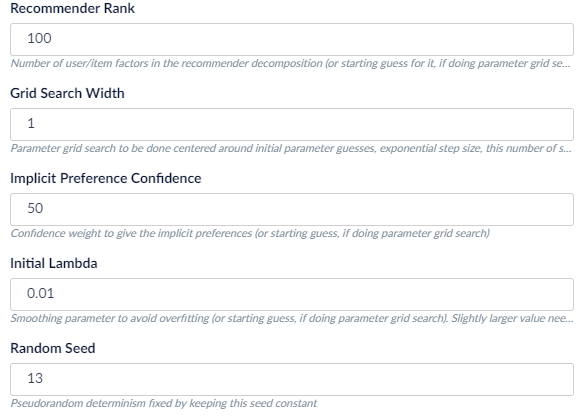 Recommender Rank
100
Number of user/item factors in the recommender decomposition (or starting guess for it, if doing parameter grid se...
Grid Search Width
1
Parameter grid search to be done centered around initial parameter guesses, exponential step size, this number of s...
Implicit Preference Confidence
50
Confidence weight to give the implicit preferences (or starting guess, if doing parameter grid search)
Initial Lambda
0.01
Smoothing parameter to avoid overfitting (or starting guess, if doing parameter grid search). Slightly larger value nee...
Random Seed
13
Pseudorandom determinism fixed by keeping this seed constant